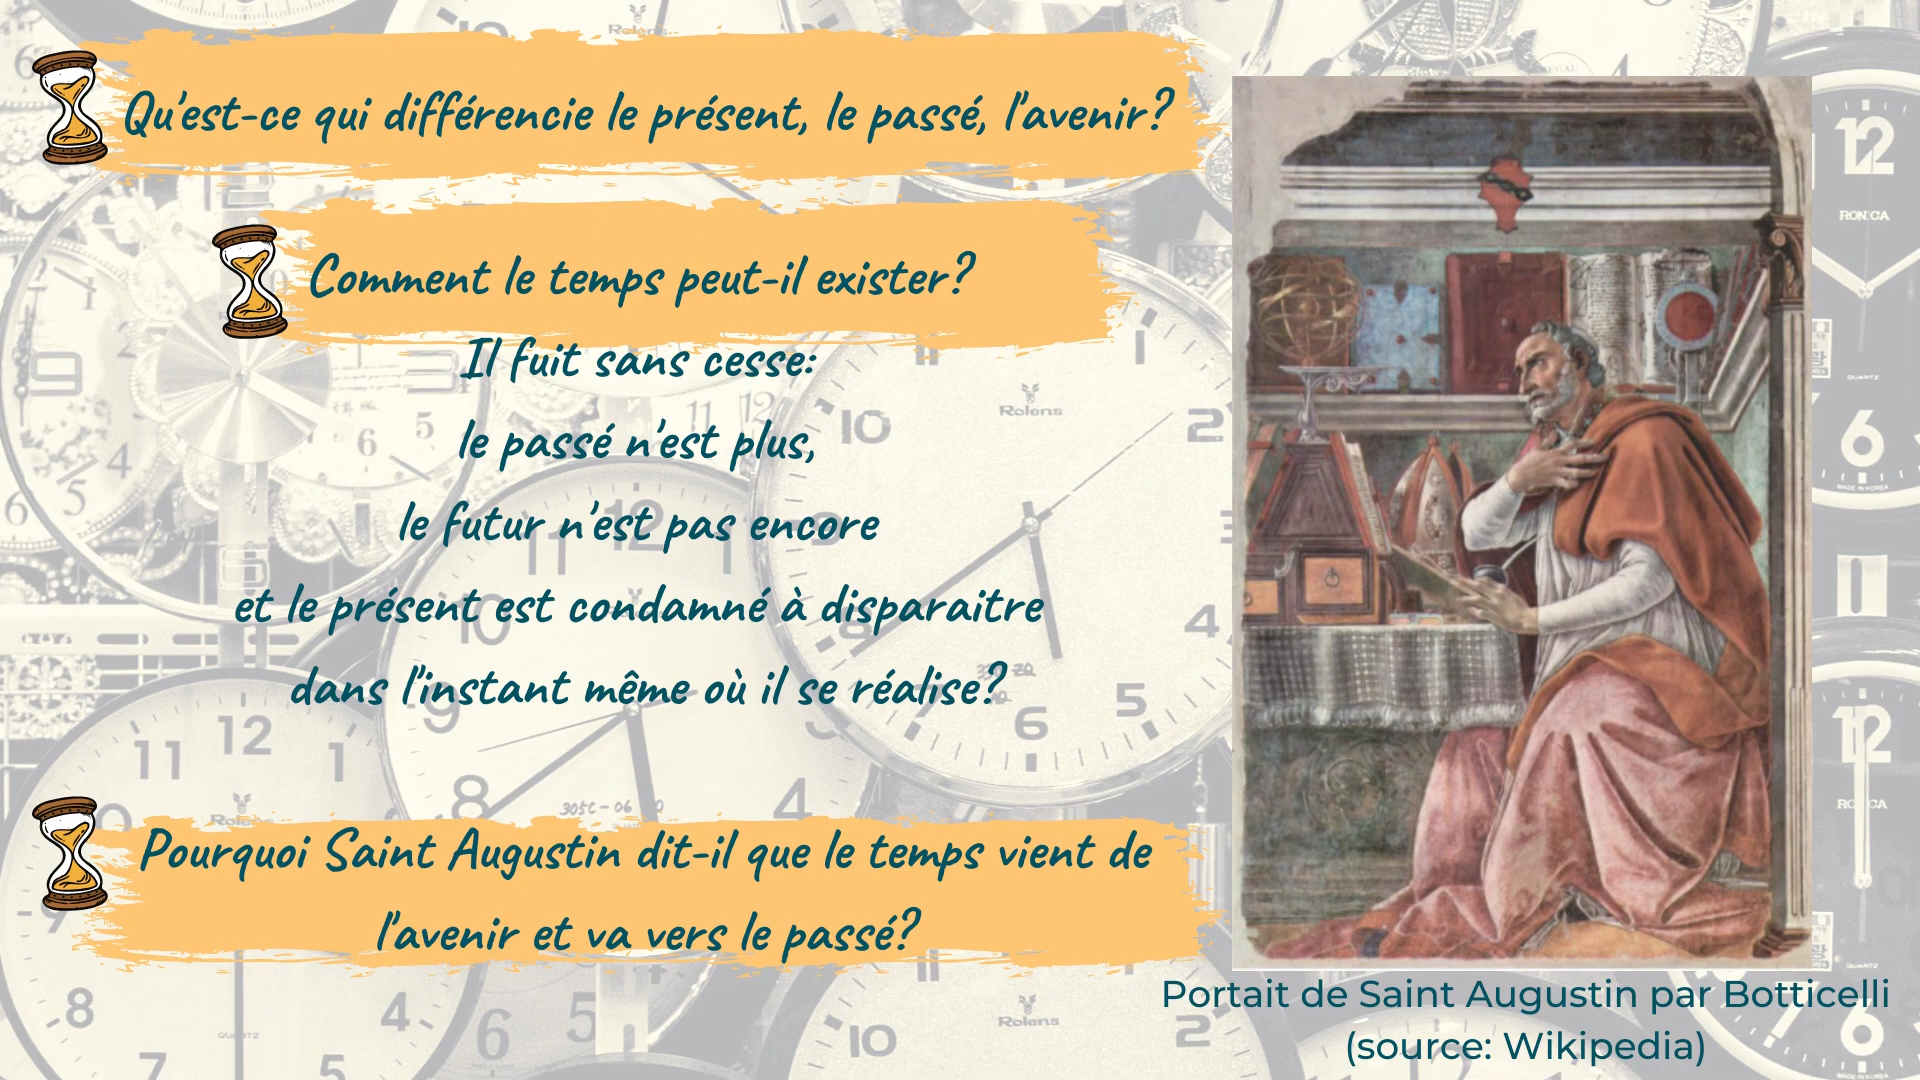 Qu'est-ce qui différencie le présent, le passé, l'avenir?
Comment le temps peut-il exister?
Il fuit sans cesse:
le passé n'est plus,
le futur n'est pas encore
et le présent est condamné à disparaitre
dans l'instant même où il se réalise?
Pourquoi Saint Augustin dit-il que le temps vient de
l'avenir et va vers le passé?
Portait de Saint Augustin par Botticelli
(source: Wikipedia)